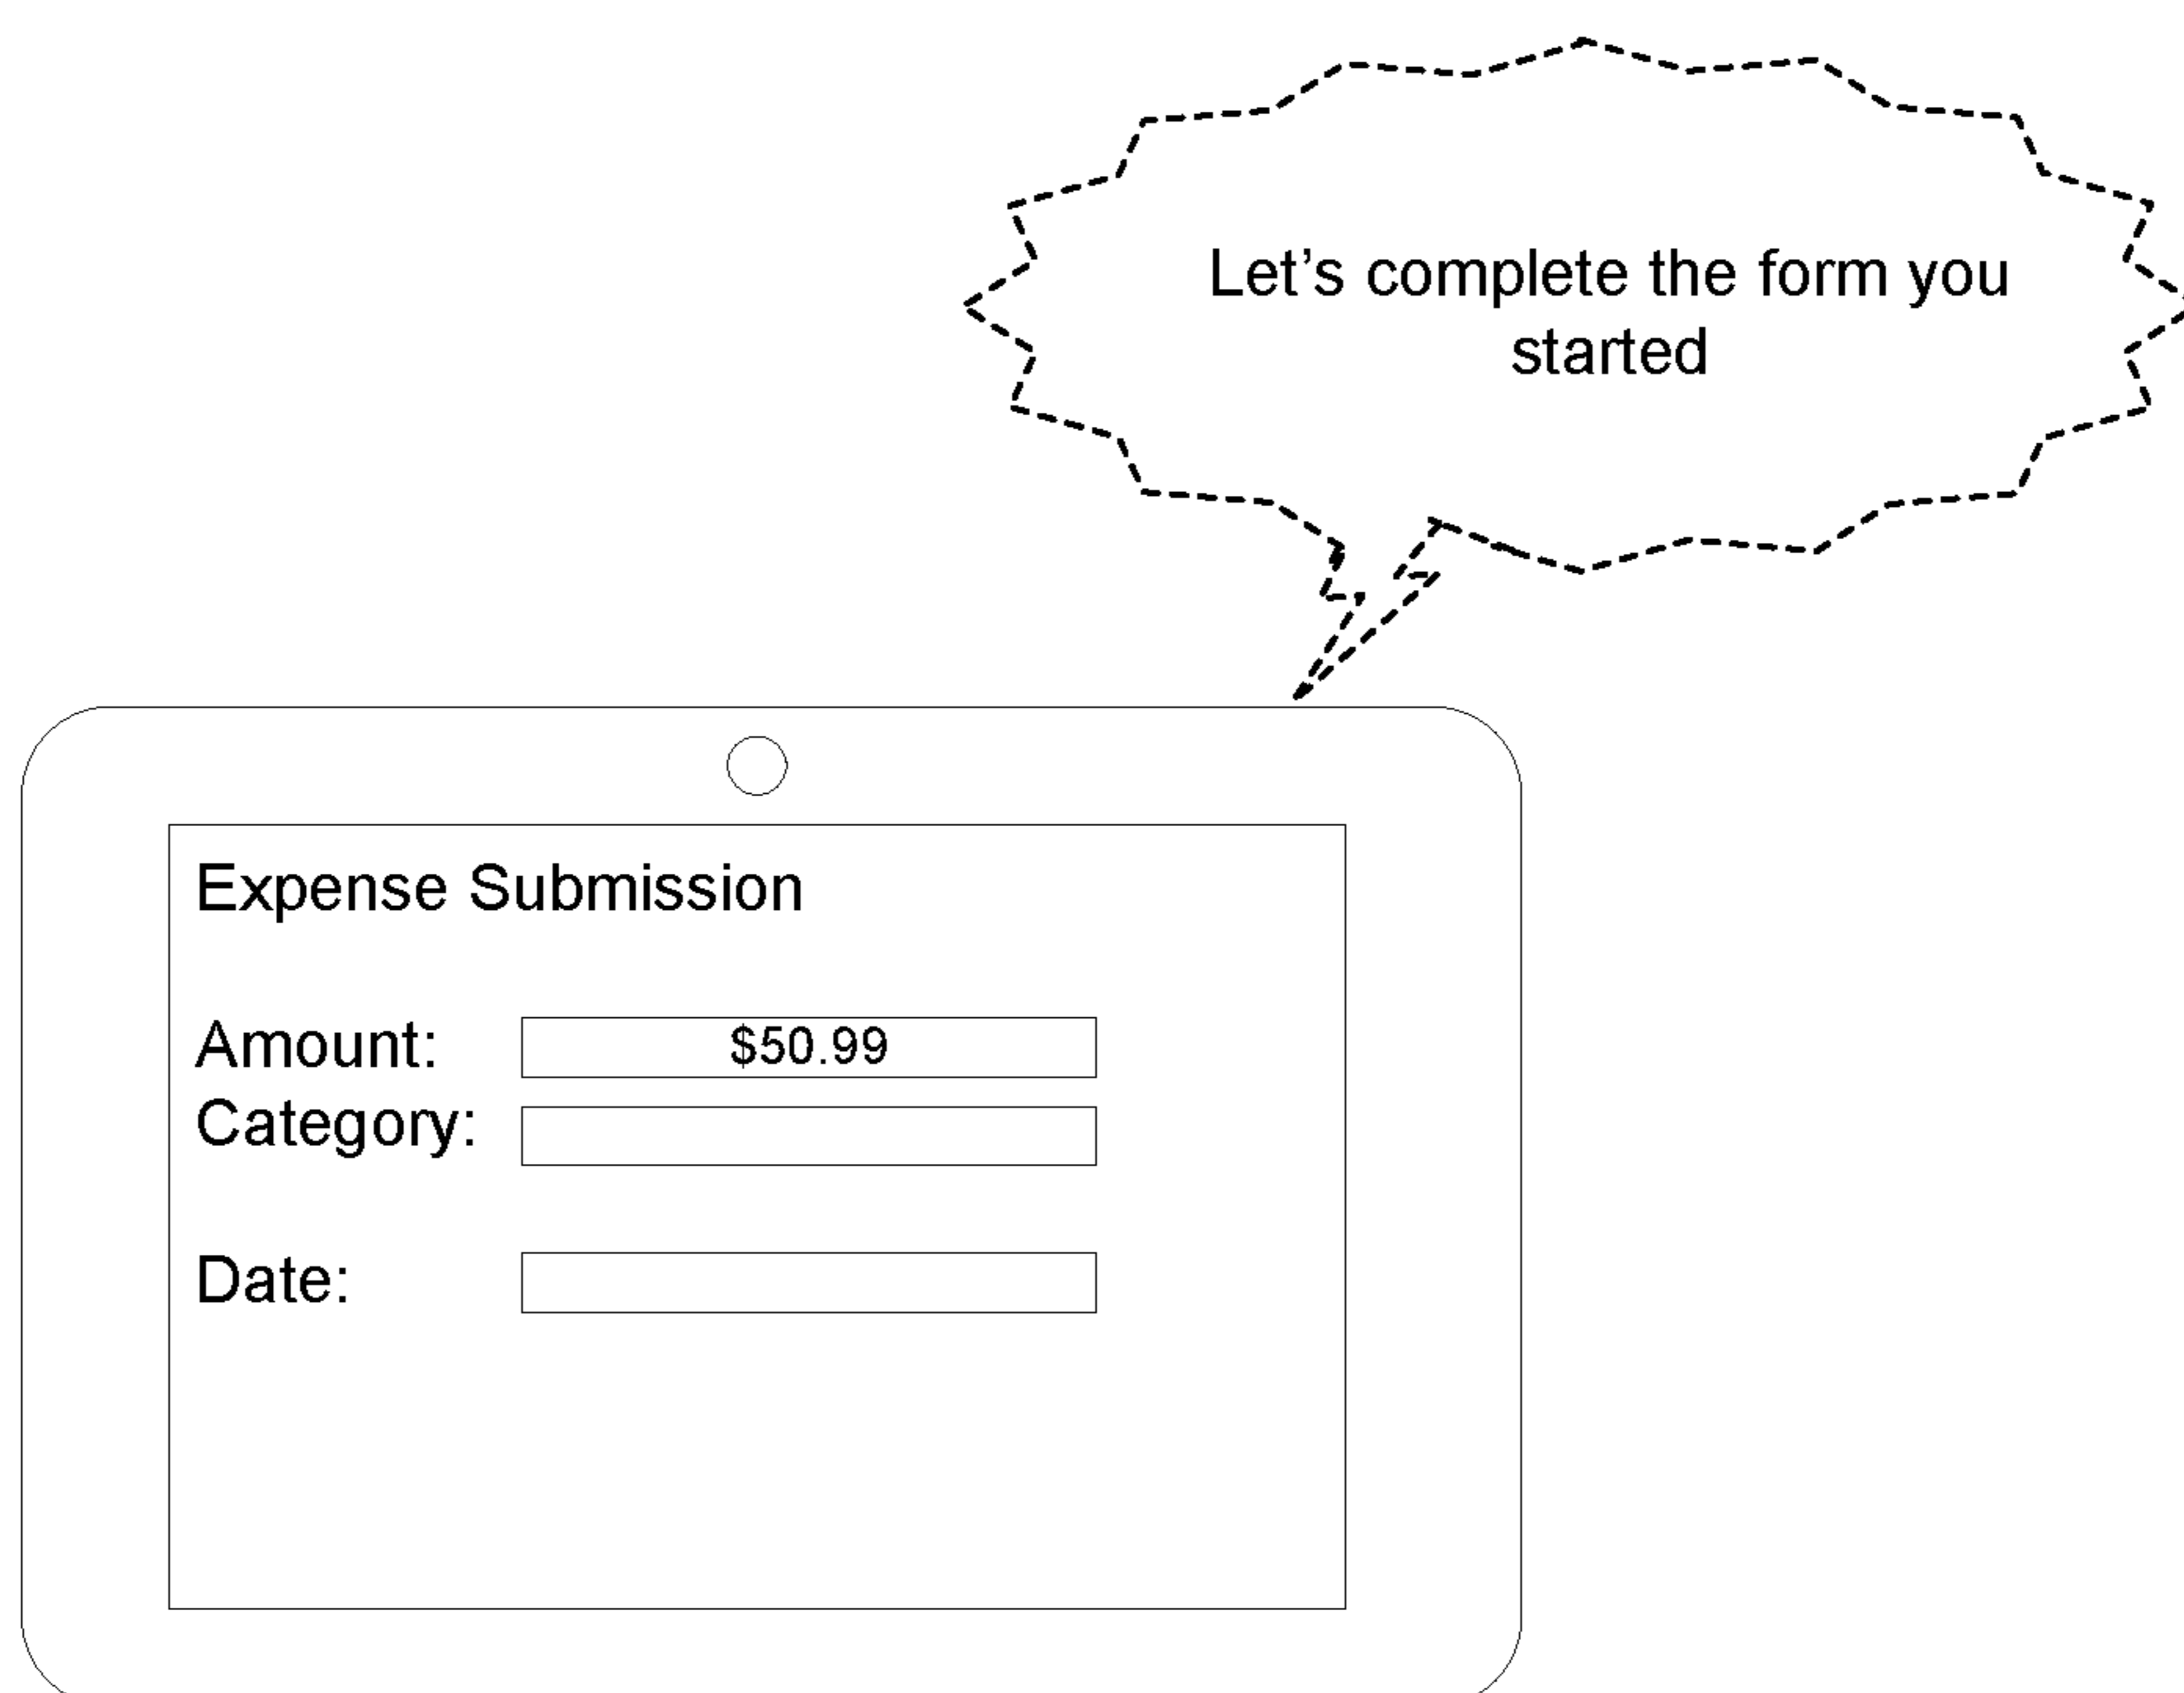 Let’s complete the form you
started
Expense Submission
Amount: $50.99
Category:
Date: